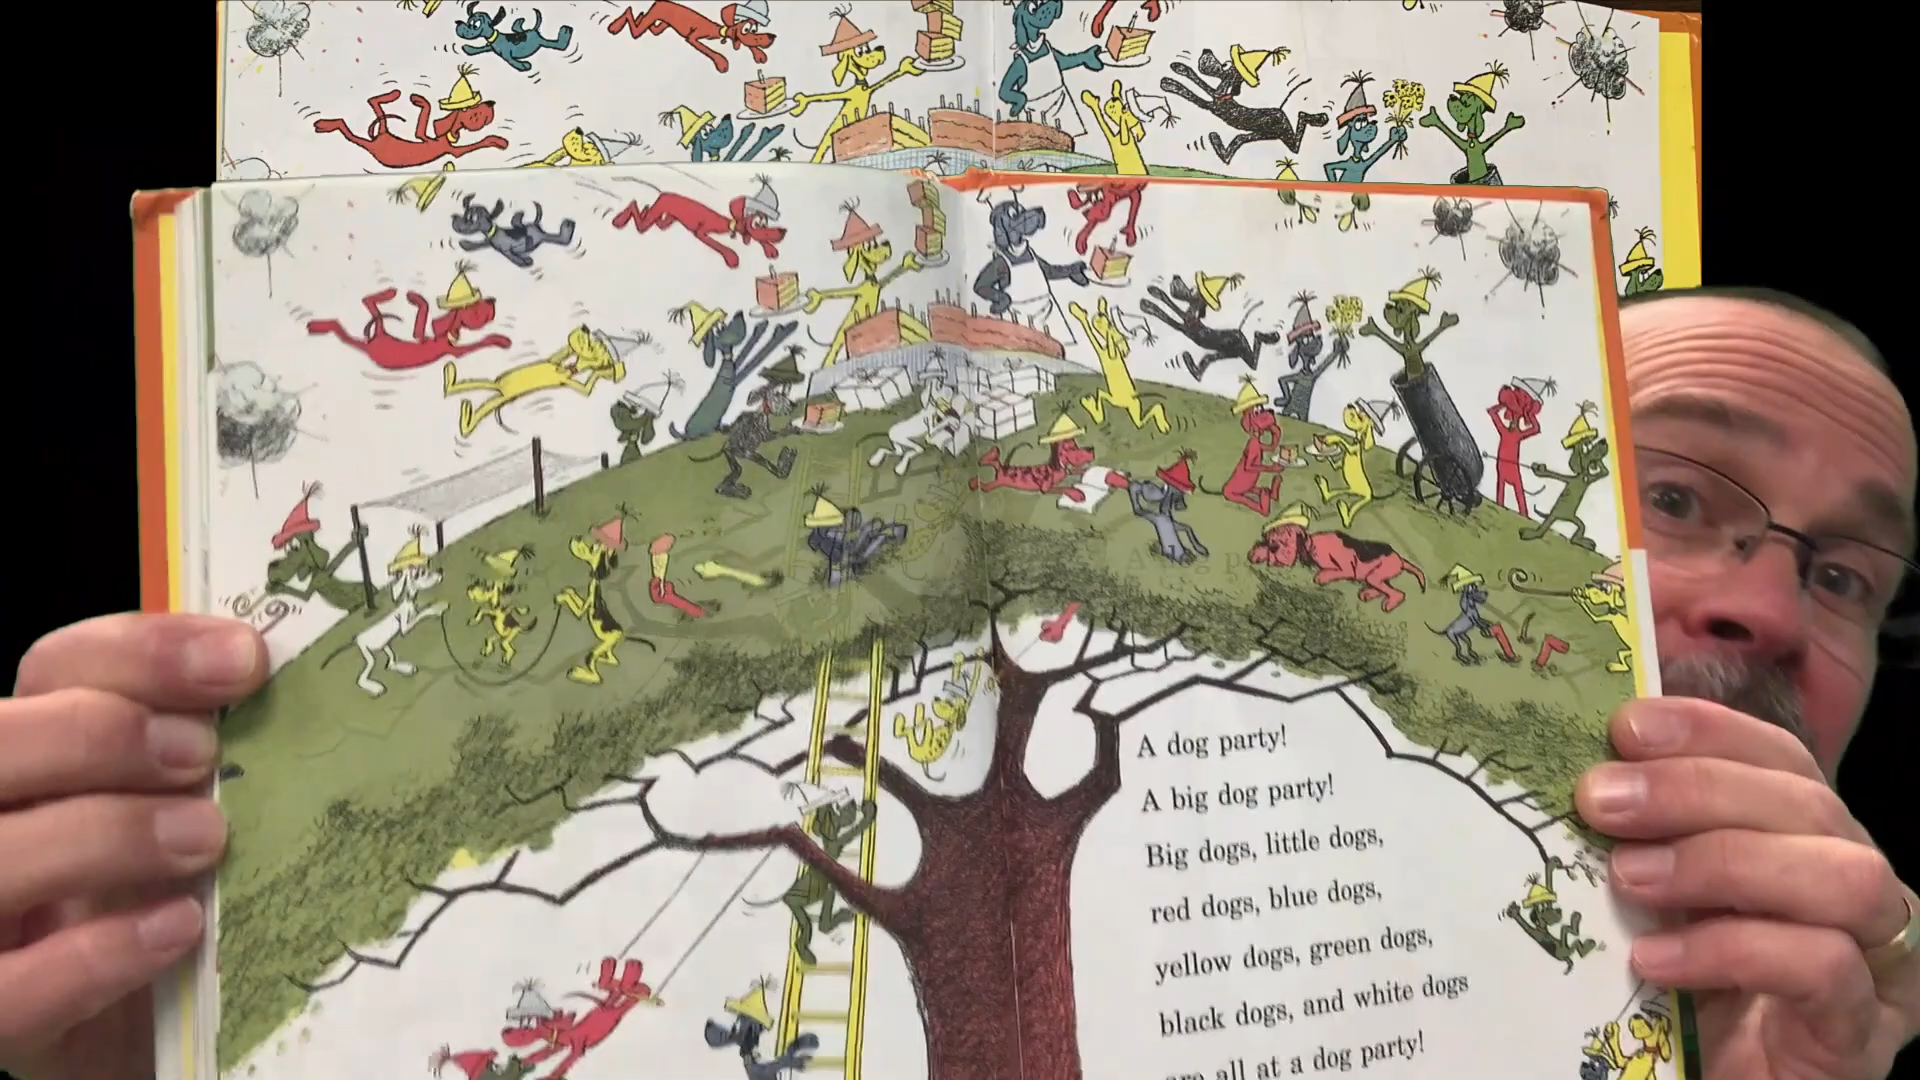 A dog party!
A big dog party!
Big dogs, little dogs,
red dogs, blue dogs,
yellow dogs, green dogs,
black dogs, and white dogs
are all at a dog party!